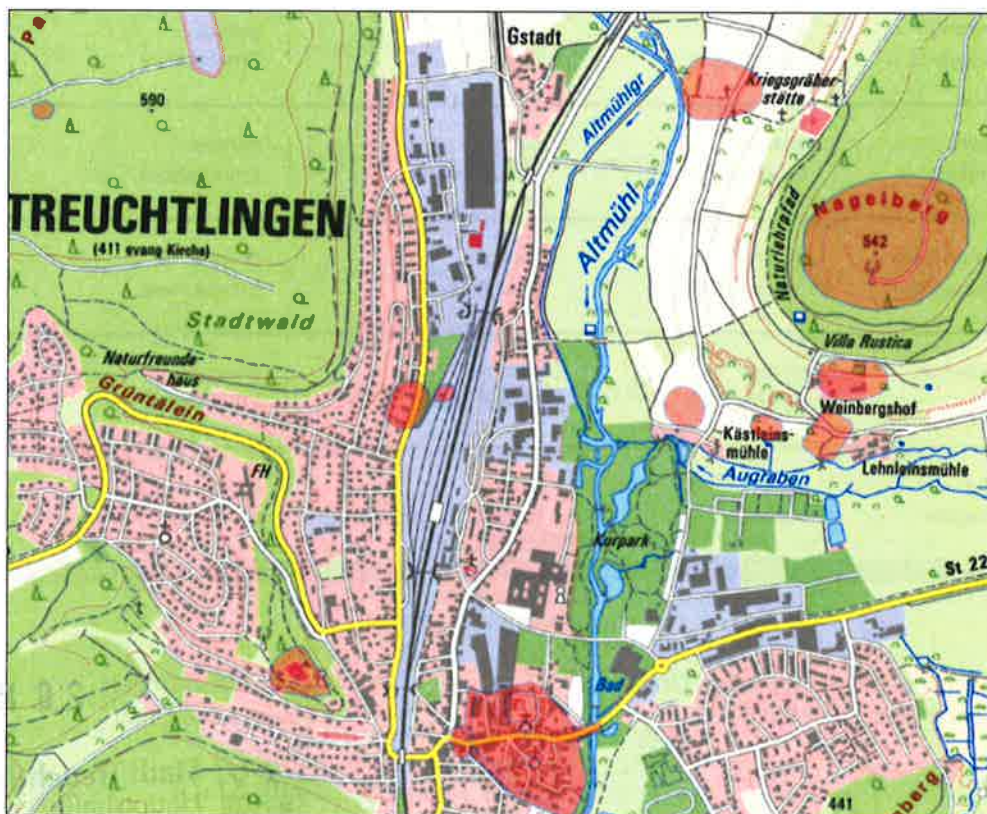 Gstadt
Kriegsgräber-
stätte
Altmühlgr
590
TREUCHTLINGEN
(411 evang Kirche)
Altmühl
Naturlehrpfad
Nagelberg
542
Stadtwald
Villa Rustica
Naturfreunde-
haus
Grüntälein
Weinbergshof
Kästleins-
mühle
Lehnleinsmühle
Augraben
FH
Kurpark
St 22
Bad
441